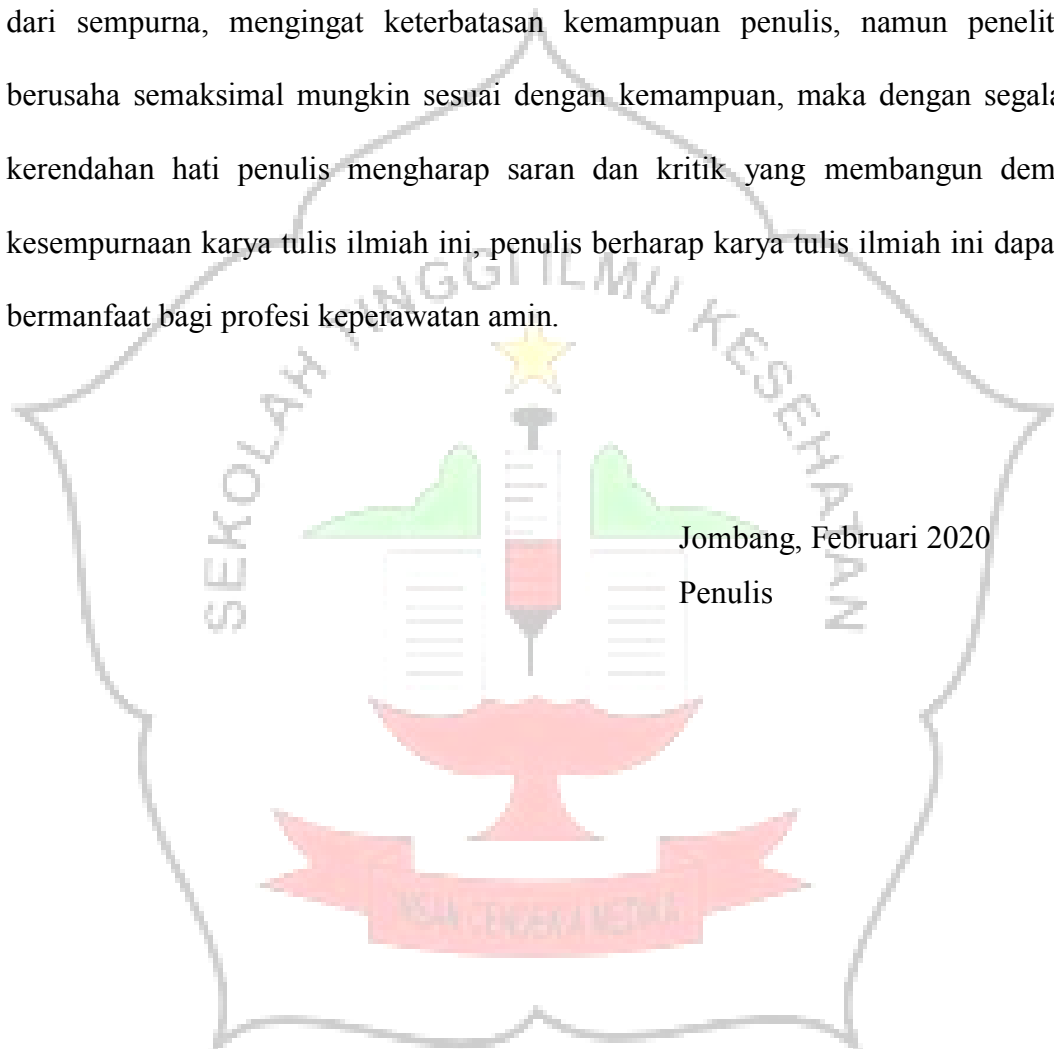 dari sempurna, mengingat keterbatasan kemampuan penulis, namun penelit
berusaha semaksimal mungkin sesuai dengan kemampuan, maka dengan segala
kerendahan hati penulis mengharap saran dan kritik yang membangun dem
kesempurnaan karya tulis ilmiah ini, penulis berharap karya tulis ilmiah ini dapa
bermanfaat bagi profesi keperawatan amin.
SEKOLAH TINGGI ILMU KESEHATAN
Jombang, Februari 2020
Penulis
INSAN CENDEKIA MEDIKA